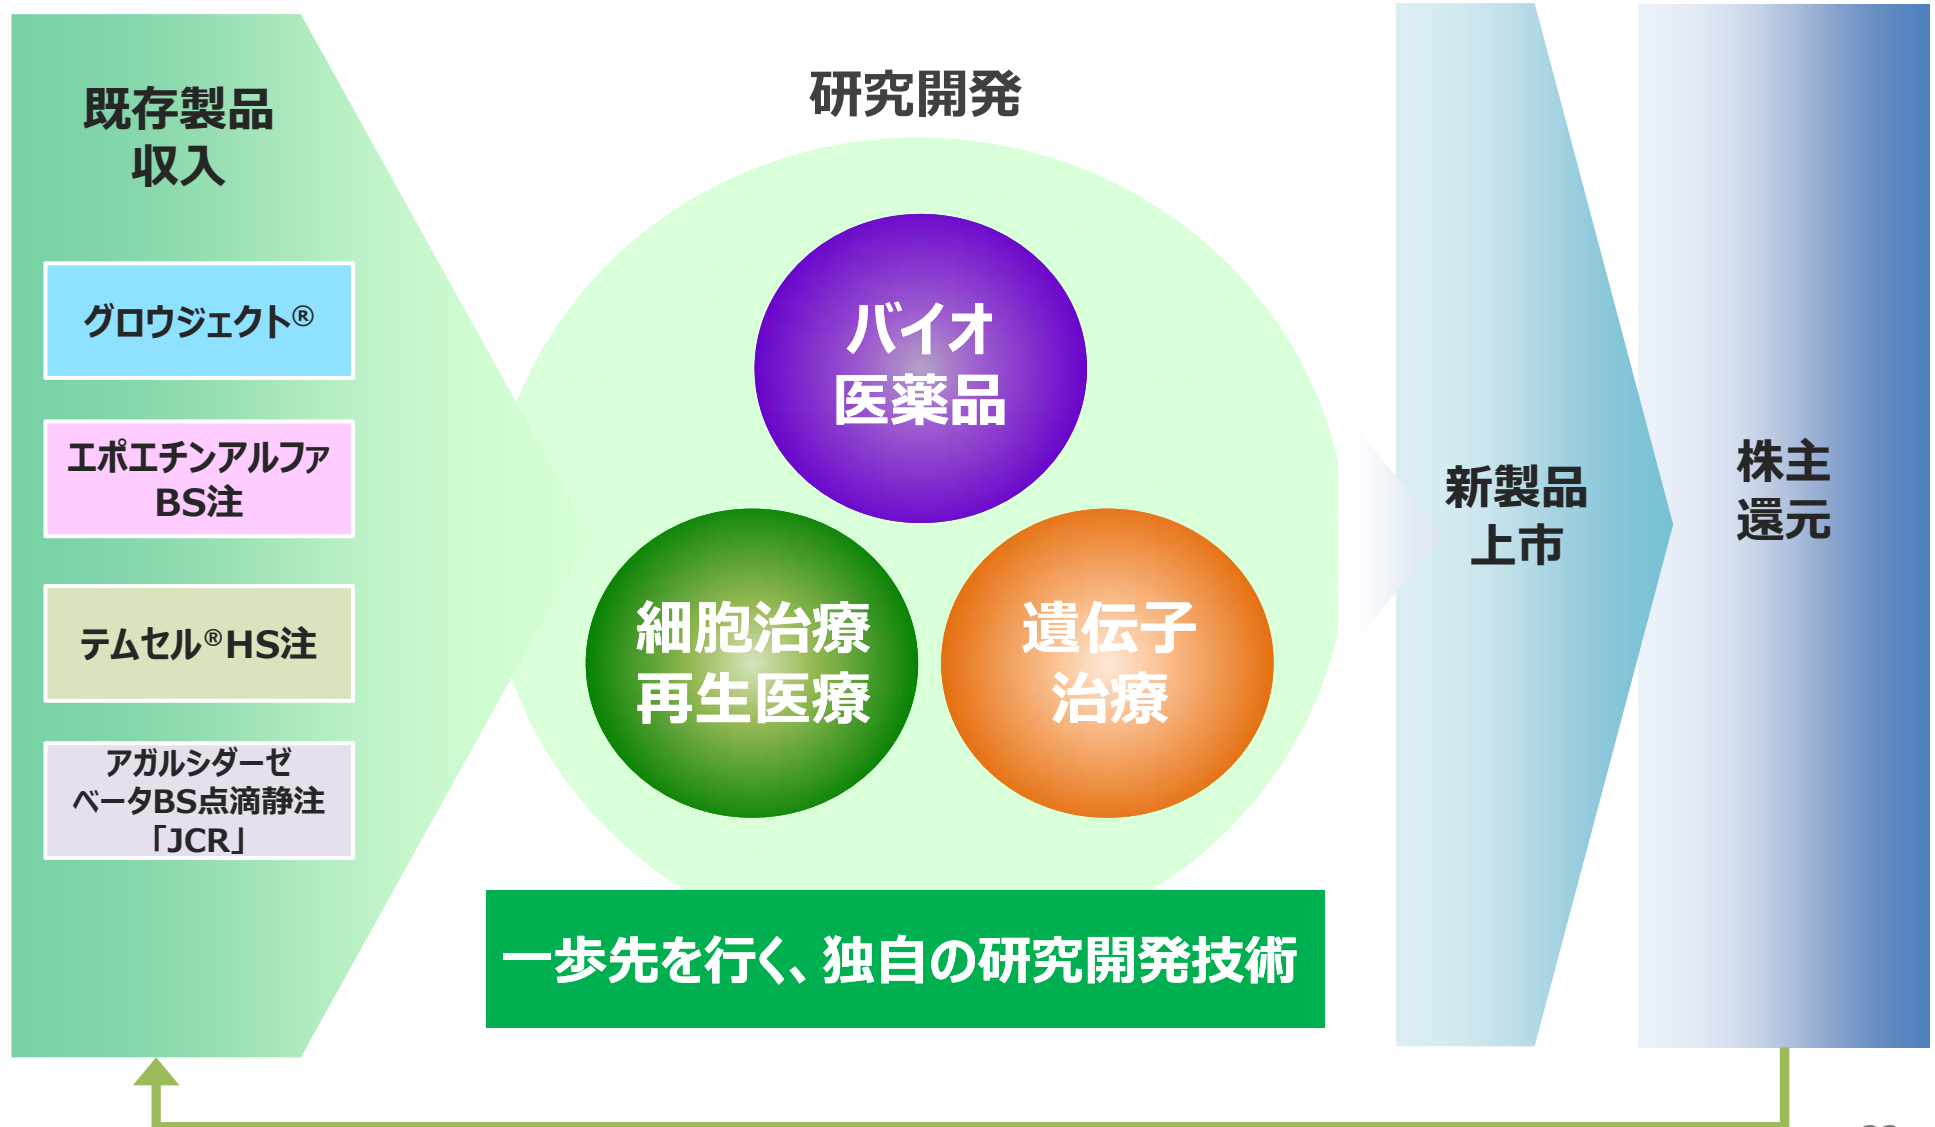 既存製品
収入
グロウジェクト®
エポエチンアルファ
BS注
テムセル®HS注
アガルシダーゼ
ベータBS点滴静注
「JCR」
研究開発
バイオ
医薬品
細胞治療
再生医療
遺伝子
治療
一歩先を行く、独自の研究開発技術
新製品
上市
株主
還元